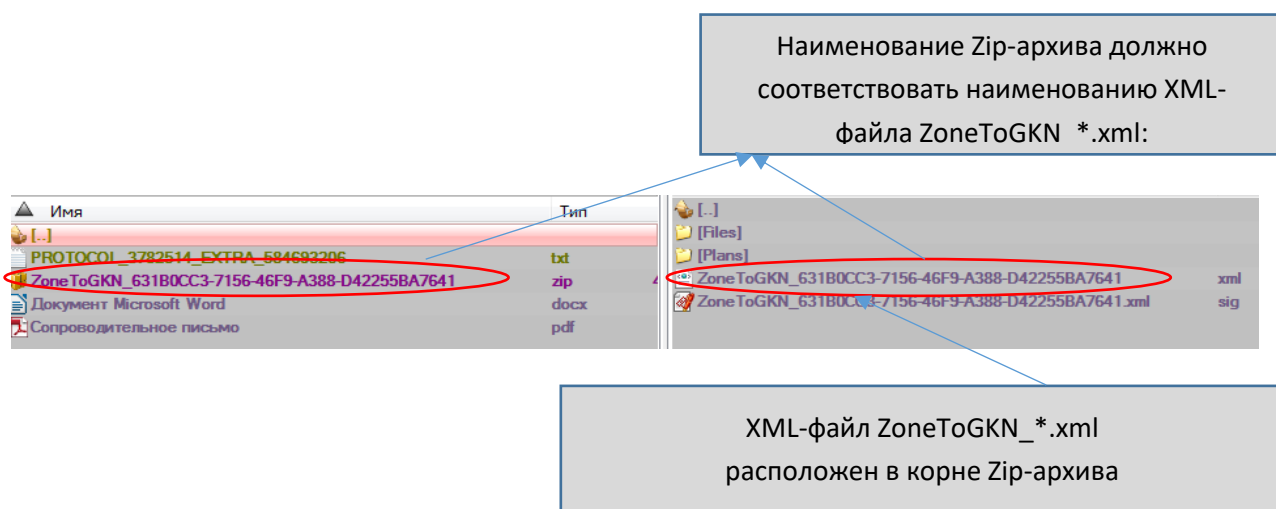 Наименование Zip-архива должно
соответствовать наименованию XML-
файла ZoneToGKN_*.xml:
Имя Тип
[..]
PROTOCOL_3782514_EXTRA_584693206 txt
ZoneToGKN_631B0CC3-7156-46F9-A388-D42255BA7641 zip 4
Документ Microsoft Word docx
Сопроводительное письмо pdf
[..]
[Files]
[Plans]
ZoneToGKN_631B0CC3-7156-46F9-A388-D42255BA7641 xml
ZoneToGKN_631B0CC3-7156-46F9-A388-D42255BA7641.xml sig
XML-файл ZoneToGKN_*.xml
расположен в корне Zip-архива